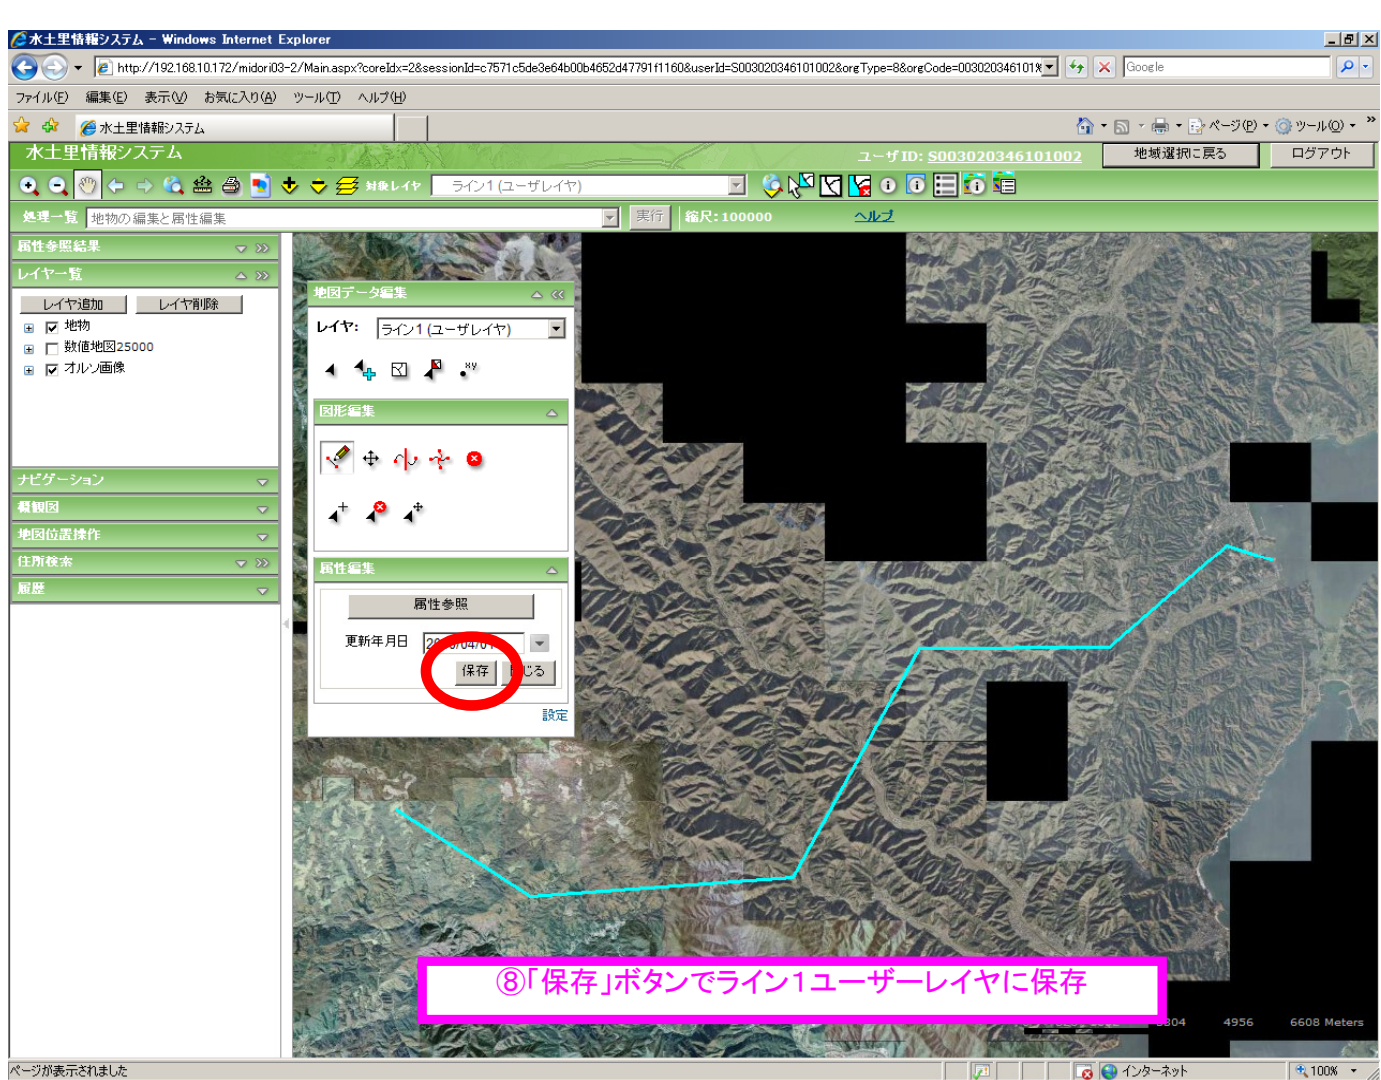 水土里情報システム - Windows Internet Explorer
http://192.168.10.172/midori03-2/Main.aspx?coreIdx=2&sessionId=c7571c5de3e64b00b4652d47791f1160&userId=S003020346101002&orgType=8&orgCode=003020346101%
Google
ファイル(F) 編集(E) 表示(V) お気に入り(A) ツール(T) ヘルプ(H)
水土里情報システム
ページ(P) ツール(O)
水土里情報システム
ユーザID: S003020346101002
地域選択に戻る
ログアウト
対象レイヤ ライン1 (ユーザレイヤ)
処理一覧 地物の編集と属性編集 実行 縮尺:100000 ヘルプ
属性参照結果
レイヤ一覧
レイヤ追加 レイヤ削除
地物
数値地図25000
オルソ画像
ナビゲーション
概観図
地図位置操作
住所検索
履歴
地図データ編集
レイヤ: ライン1 (ユーザレイヤ)
xy
図形編集
属性編集
属性参照
更新年月日
保存
設定
⑧「保存」ボタンでライン1ユーザーレイヤに保存
4956 6608 Meters
ページが表示されました
インターネット
100%